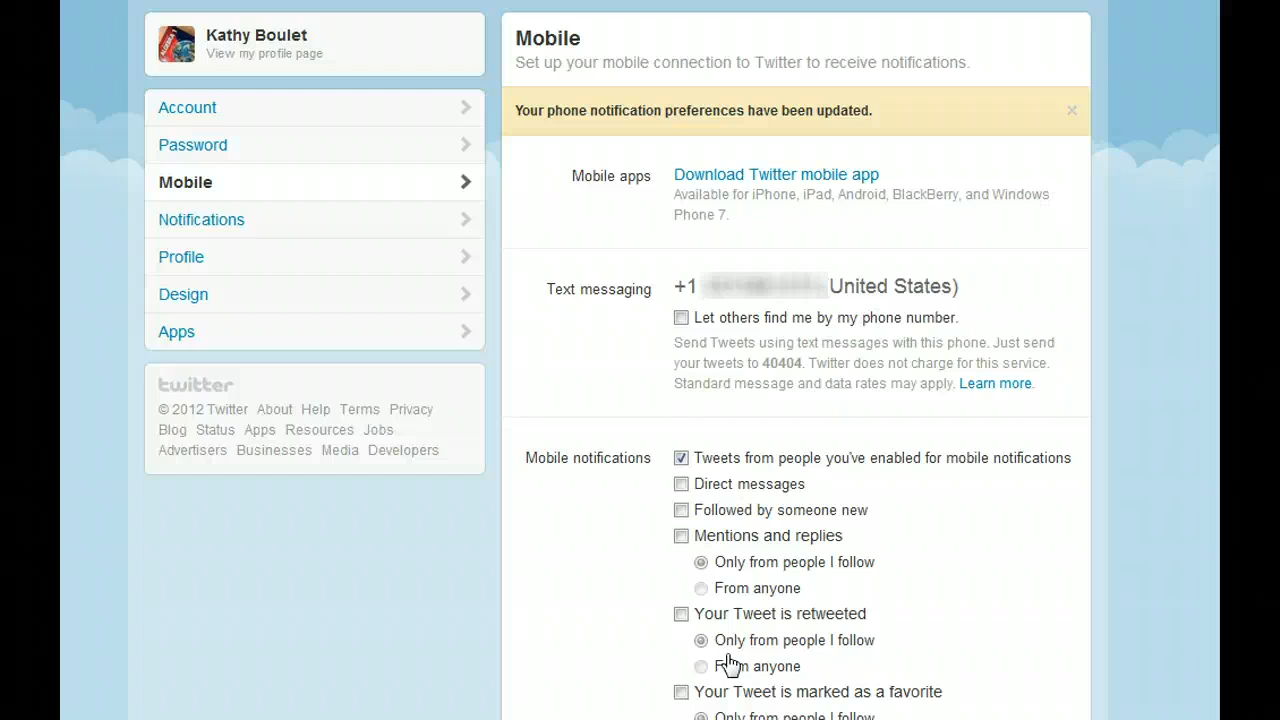 Kathy Boulet
View my profile page
Account
Password
Mobile
Notifications
Profile
Design
Apps
twitter
© 2012 Twitter About Help Terms Privacy
Blog Status Apps Resources Jobs
Advertisers Businesses Media Developers
Mobile
Set up your mobile connection to Twitter to receive notifications.
Your phone notification preferences have been updated.
Mobile apps
Download Twitter mobile app
Available for iPhone, iPad, Android, BlackBerry, and Windows
Phone 7.
Text messaging
+1 United States)
Let others find me by my phone number.
Send Tweets using text messages with this phone. Just send
your tweets to 40404. Twitter does not charge for this service.
Standard message and data rates may apply. Learn more.
Mobile notifications
Tweets from people you've enabled for mobile notifications
Direct messages
Followed by someone new
Mentions and replies
Only from people I follow
From anyone
Your Tweet is retweeted
Only from people I follow
From anyone
Your Tweet is marked as a favorite
Only from people I follow